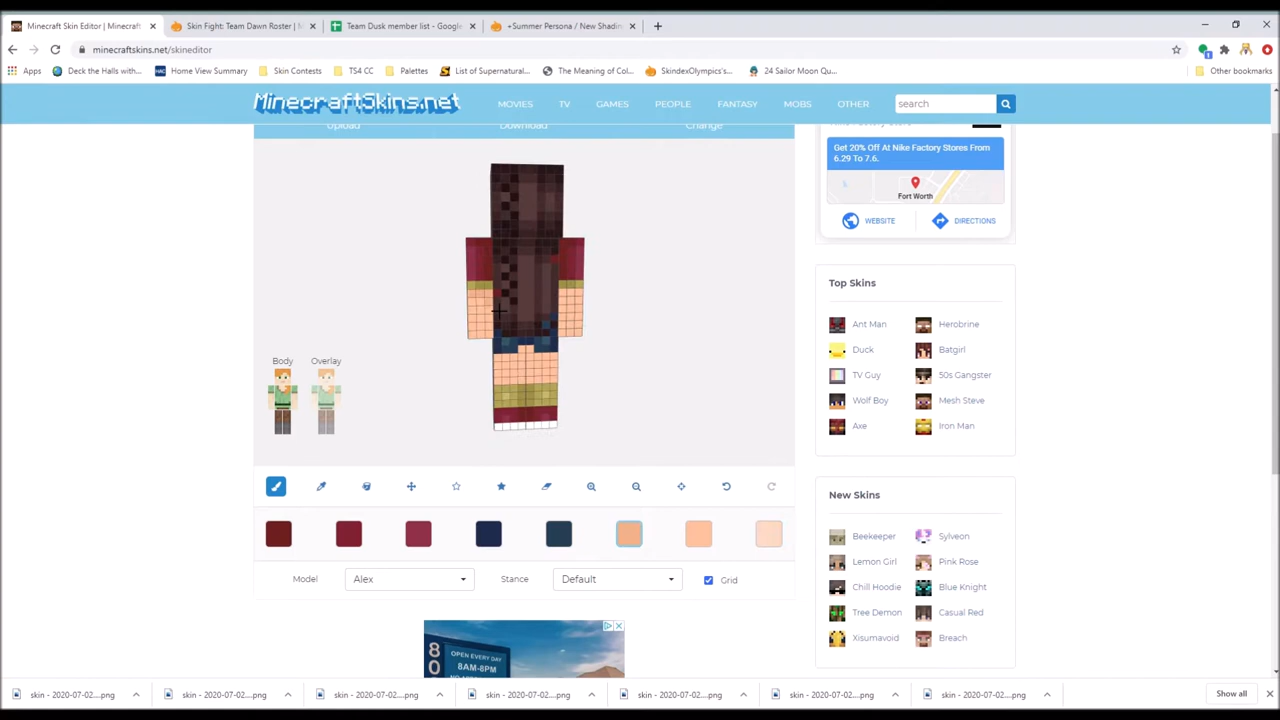 Minecraft Skin Editor | Minecraft
Skin Fight: Team Dawn Roster | M
Team Dusk member list - Google
+Summer Persona / New Shading
minecraftskins.net/skineditor
Apps
Deck the Halls with...
Home View Summary
Skin Contests
TS4 CC
Palettes
List of Supernatural...
The Meaning of Col...
SkindexOlympics's...
24 Sailor Moon Qu...
Other bookmarks
MinecraftSkins.net
MOVIES
TV
GAMES
PEOPLE
FANTASY
MOBS
OTHER
search
Upload
Download
Change
Get 20% Off At Nike Factory Stores From
6.29 To 7.6.
Fort Worth
WEBSITE
DIRECTIONS
Top Skins
Ant Man
Herobrine
Duck
Batgirl
TV Guy
50s Gangster
Wolf Boy
Mesh Steve
Axe
Iron Man
Body
Overlay
New Skins
Beekeeper
Sylveon
Lemon Girl
Pink Rose
Chill Hoodie
Blue Knight
Tree Demon
Casual Red
Xisumavoid
Breach
Model
Alex
Stance
Default
Grid
OPEN EVERY DAY
8AM-8PM
skin - 2020-07-02....png
skin - 2020-07-02....png
skin - 2020-07-02....png
skin - 2020-07-02....png
skin - 2020-07-02....png
skin - 2020-07-02....png
skin - 2020-07-02....png
Show all